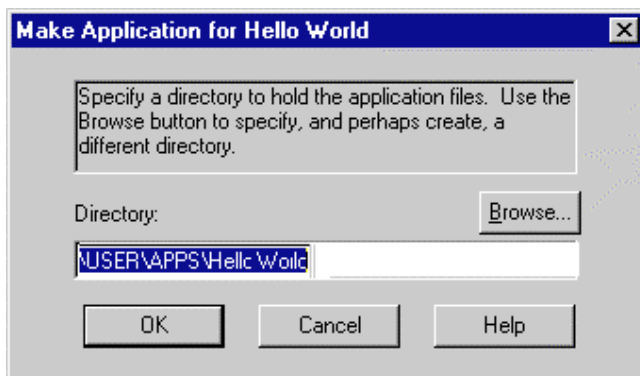 Make Application for Hello World
Specify a directory to hold the application files. Use the
Browse button to specify, and perhaps create, a
different directory.
Directory:
Browse...
\USER\APPS\Hello World
OK
Cancel
Help